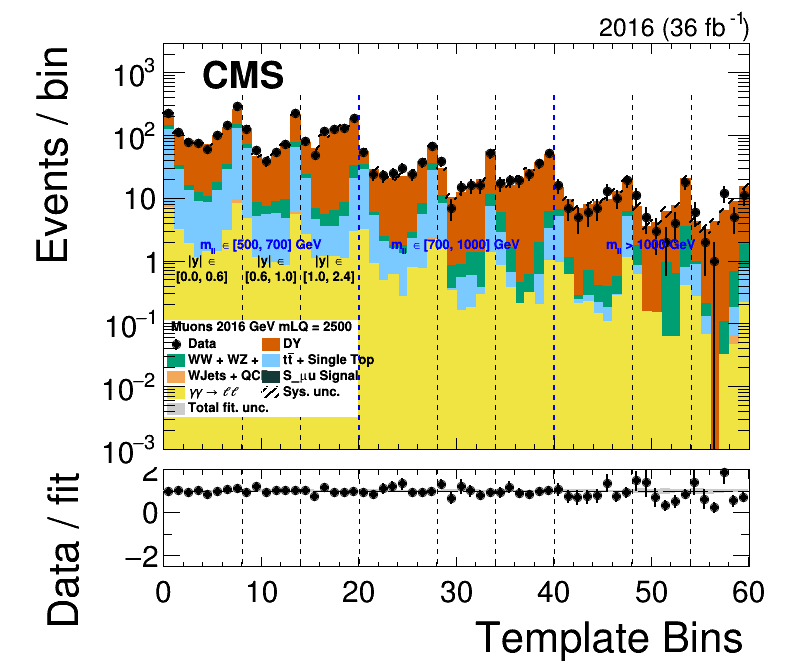 2016 (36 fb⁻¹)
CMS
Events / bin
10³
10²
10
1
10⁻¹
10⁻²
10⁻³
m_ll ∈ [500, 700] GeV
m_ll ∈ [700, 1000] GeV
m_ll > 1000 GeV
|y| ∈ |y| ∈ |y| ∈
[0.0, 0.6] [0.6, 1.0] [1.0, 2.4]
Muons 2016 GeV mLQ = 2500
Data DY
WW + WZ + tt̄ + Single Top
WJets + QC S_μu Signal
γγ → ℓℓ Sys. unc.
Total fit. unc.
Data / fit
2
0
−2
0 10 20 30 40 50 60
Template Bins